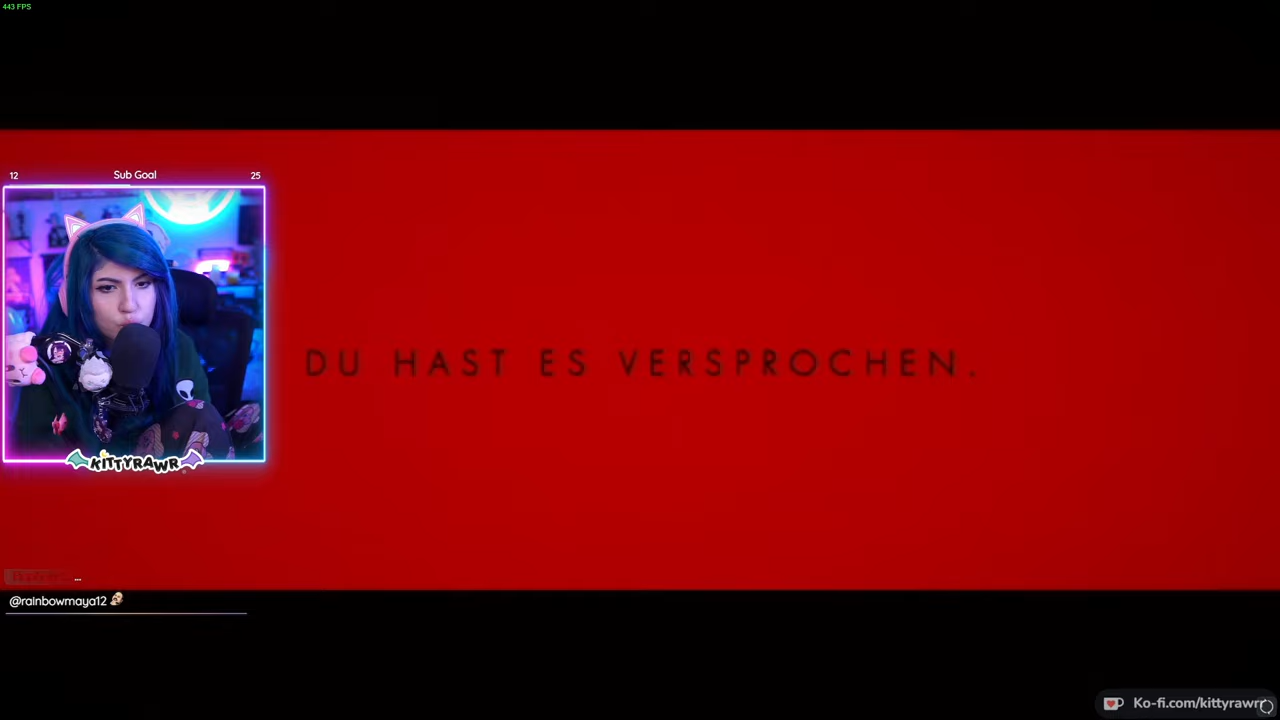 443 FPS
12 Sub Goal 25
DU HAST ES VERSPROCHEN.
KITTYRAWR
...
@rainbowmaya12
Ko-fi.com/kittyrawr